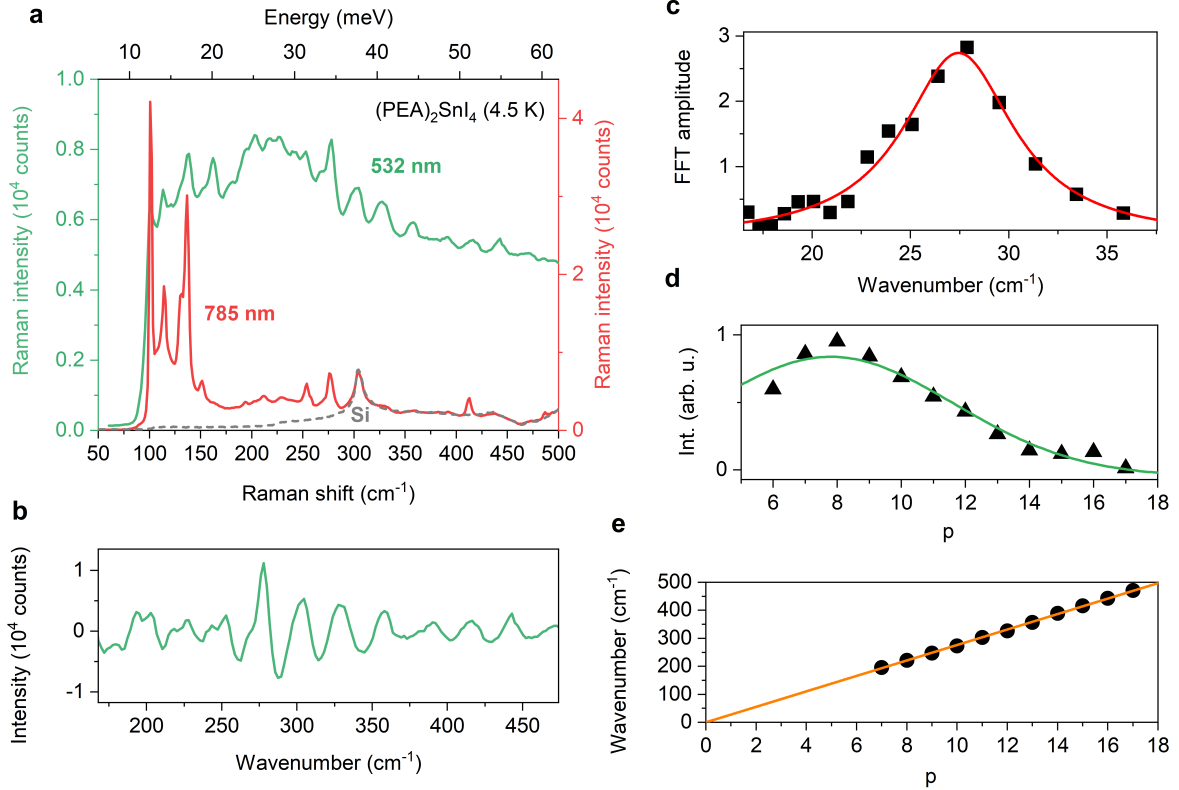 a
Energy (meV)
10 20 30 40 50 60
1.0
0.8
0.6
0.4
0.2
0.0
Raman intensity (10⁴ counts)
(PEA)₂SnI₄ (4.5 K)
532 nm
785 nm
Si
4
2
0
Raman intensity (10⁴ counts)
50 100 150 200 250 300 350 400 450 500
Raman shift (cm⁻¹)
b
Intensity (10⁴ counts)
1
0
-1
200 250 300 350 400 450
Wavenumber (cm⁻¹)
c
FFT amplitude
3
2
1
20 25 30 35
Wavenumber (cm⁻¹)
d
Int. (arb. u.)
1
0
6 8 10 12 14 16 18
p
e
Wavenumber (cm⁻¹)
500
400
300
200
100
0
0 2 4 6 8 10 12 14 16 18
p